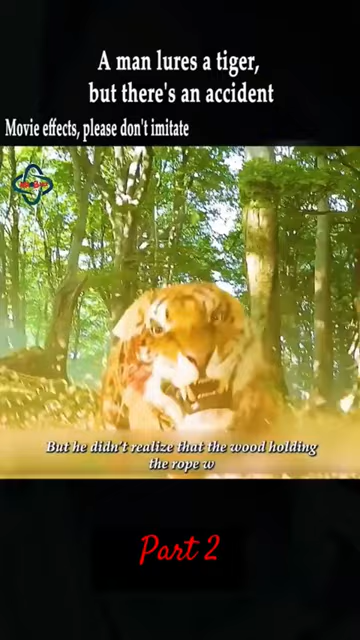 A man lures a tiger,
but there's an accident
Movie effects, please don't imitate
But he didn't realize that the wood holding
the rope w
Part 2